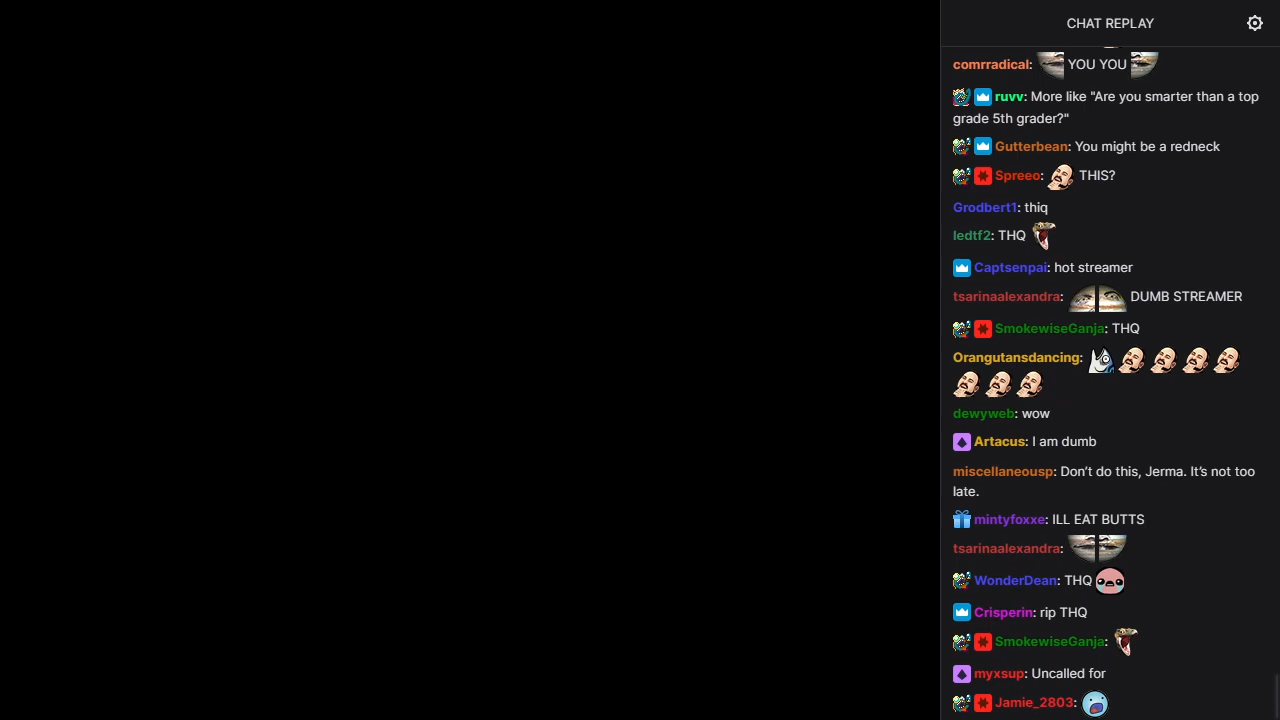 CHAT REPLAY
comrradical: YOU YOU
ruvv: More like "Are you smarter than a top
grade 5th grader?"
Gutterbean: You might be a redneck
Spreeo: THIS?
Grodbert1: thiq
ledtf2: THQ
Captsenpai: hot streamer
tsarinaalexandra: DUMB STREAMER
SmokewiseGanja: THQ
Orangutansdancing:
dewyweb: wow
Artacus: I am dumb
miscellaneousp: Don't do this, Jerma. It's not too
late.
mintyfoxxe: ILL EAT BUTTS
tsarinaalexandra:
WonderDean: THQ
Crisperin: rip THQ
SmokewiseGanja:
myxsup: Uncalled for
Jamie_2803: